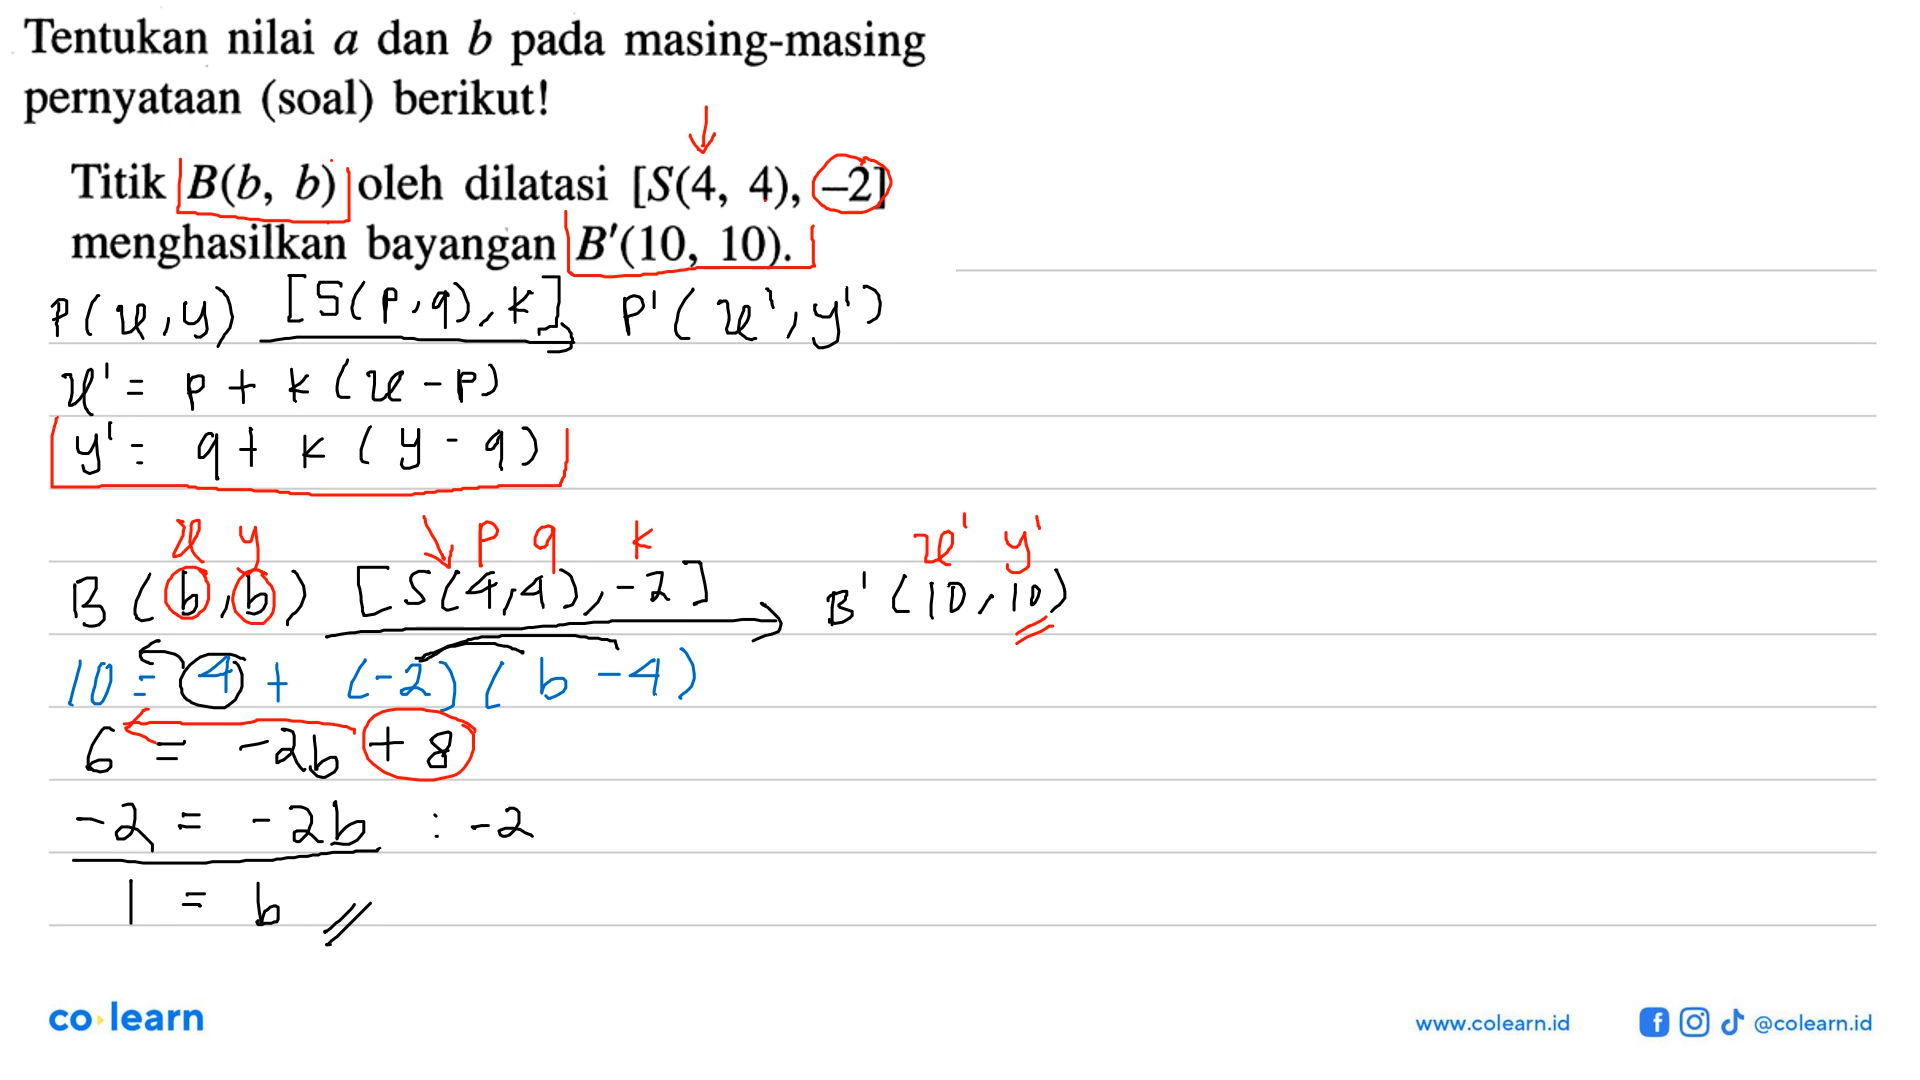 Tentukan nilai a dan b pada masing-masing
pernyataan (soal) berikut!
Titik B(b, b) oleh dilatasi [S(4, 4), –2]
menghasilkan bayangan B'(10, 10).
P(x, y) [S(p, q), k] P'(x', y')
x' = p + k(x - p)
y' = q + k(y - q)
x y p q k x' y'
B(b, b) [S(4, 4), -2] B'(10, 10)
10 = 4 + (-2)(b - 4)
6 = -2b + 8
-2 = -2b : -2
1 = b
co learn
www.colearn.id
@colearn.id